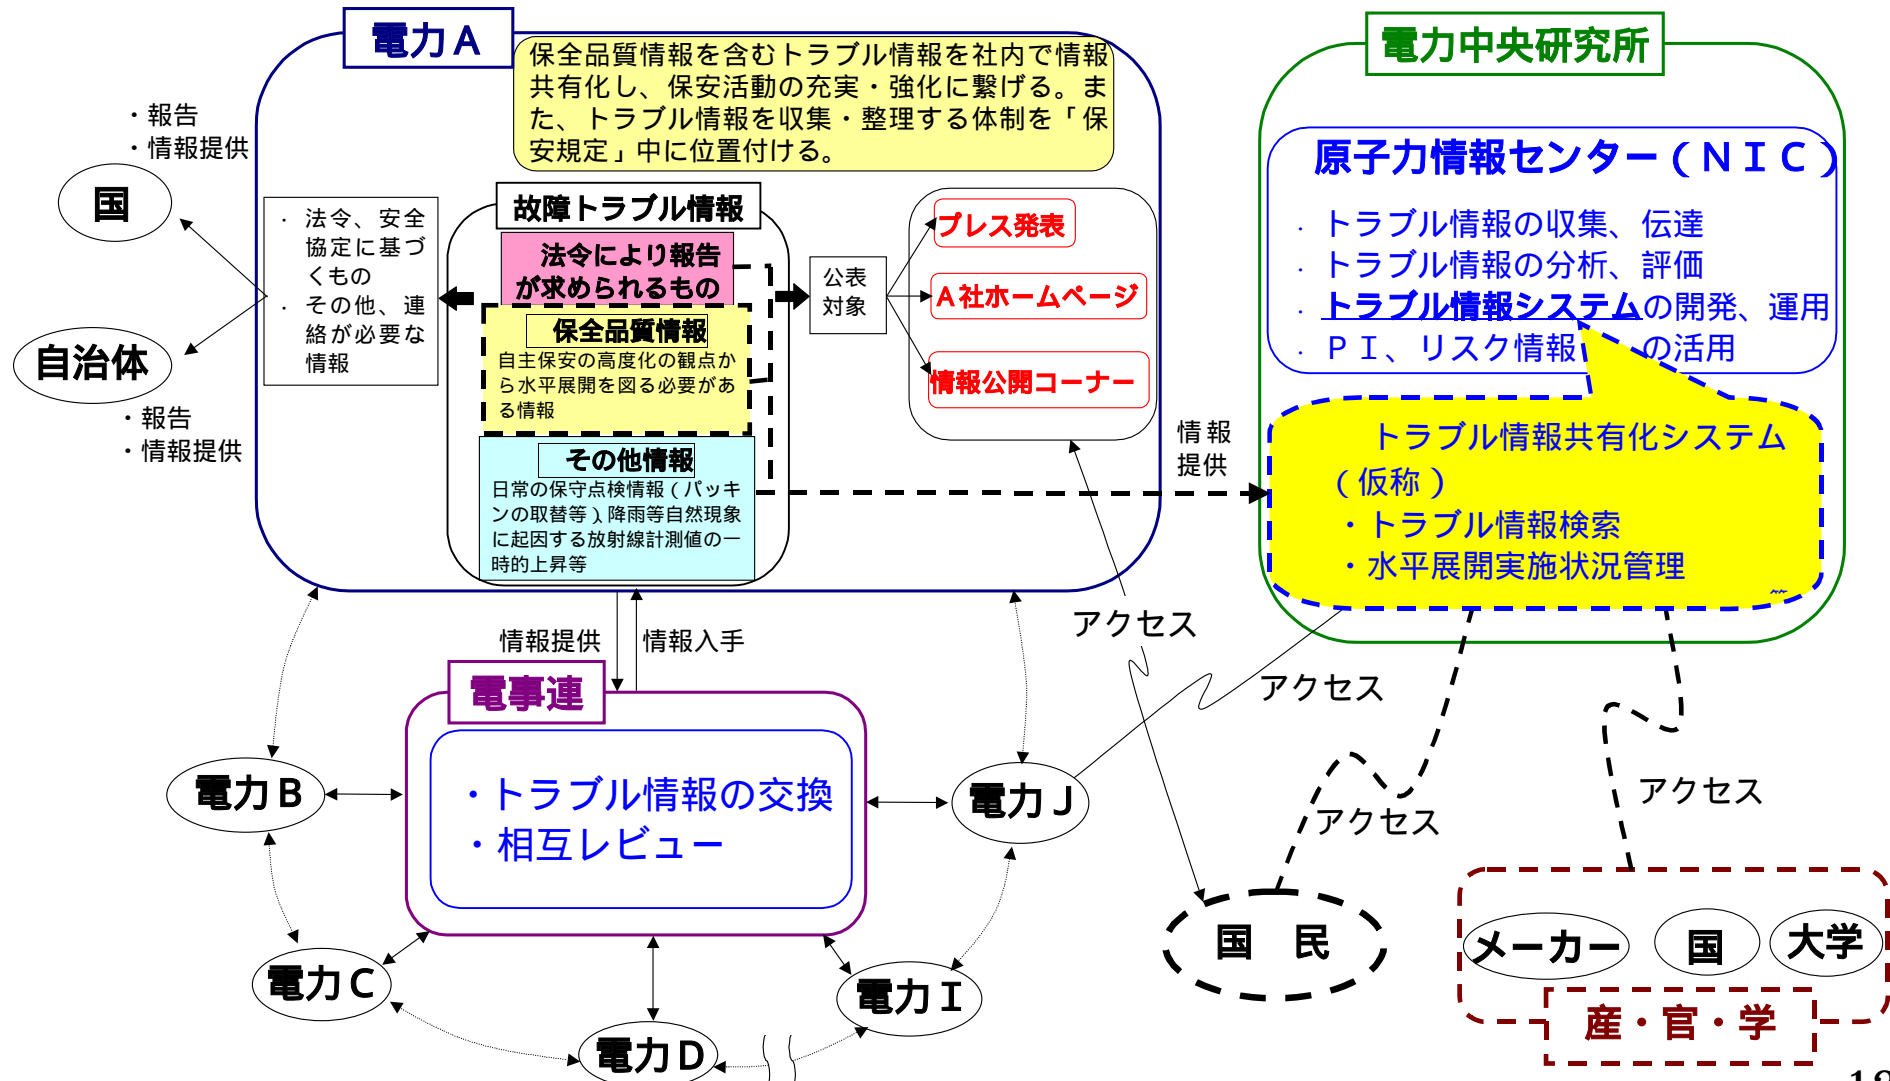 電力A
保全品質情報を含むトラブル情報を社内で情報
共有化し、保安活動の充実・強化に繋げる。ま
た、トラブル情報を収集・整理する体制を「保
安規定」中に位置付ける。
・報告
・情報提供
国
自治体
・報告
・情報提供
・法令、安全
協定に基づ
くもの
・その他、連
絡が必要な
情報
故障トラブル情報
法令により報告
が求められるもの
保全品質情報
自主保安の高度化の観点か
ら水平展開を図る必要があ
る情報
その他情報
日常の保守点検情報(パッキ
ンの取替等)、降雨等自然現象
に起因する放射線計測値の一
時的上昇等
公表
対象
プレス発表
A社ホームページ
情報公開コーナー
電力中央研究所
原子力情報センター(NIC)
・トラブル情報の収集、伝達
・トラブル情報の分析、評価
・トラブル情報システムの開発、運用
・PI、リスク情報 の活用
情報
提供
トラブル情報共有化システム
(仮称)
・トラブル情報検索
・水平展開実施状況管理
アクセス
アクセス
アクセス
アクセス
情報提供
情報入手
電事連
・トラブル情報の交換
・相互レビュー
電力B
電力J
電力C
電力I
電力D
国 民
メーカー
国
大学
産・官・学